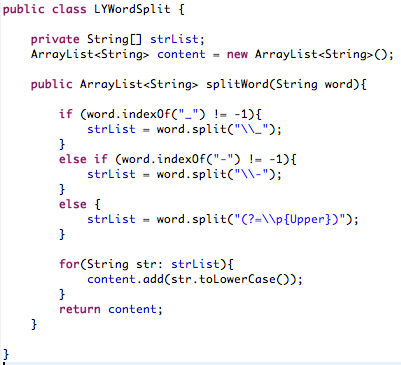 public class LYWordSplit {
private String[] strList;
ArrayList<String> content = new ArrayList<String>();
public ArrayList<String> splitWord(String word){
if (word.indexOf("_") != -1){
strList = word.split("\\_");
}
else if (word.indexOf("-") != -1){
strList = word.split("\\-");
}
else {
strList = word.split("(?=\\p{Upper})");
}
for(String str: strList){
content.add(str.toLowerCase());
}
return content;
}
}